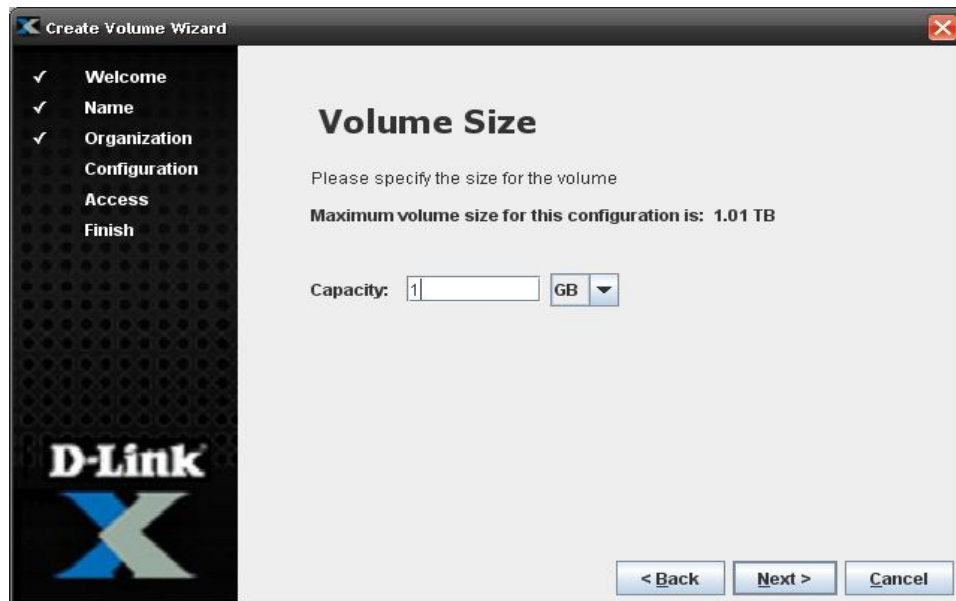 Create Volume Wizard
✓ Welcome
✓ Name
✓ Organization
Configuration
Access
Finish
D-Link
Volume Size
Please specify the size for the volume
Maximum volume size for this configuration is: 1.01 TB
Capacity: 1 GB
< Back Next > Cancel